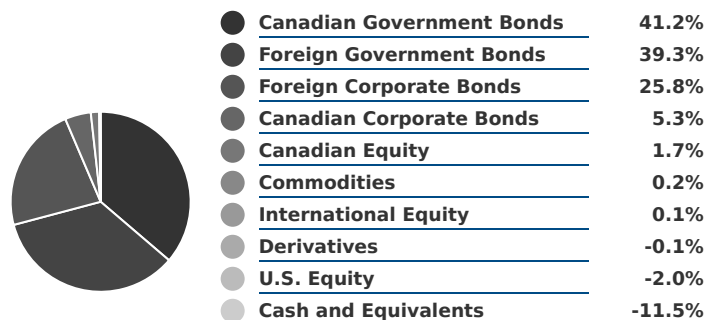 Canadian Government Bonds 41.2%
Foreign Government Bonds 39.3%
Foreign Corporate Bonds 25.8%
Canadian Corporate Bonds 5.3%
Canadian Equity 1.7%
Commodities 0.2%
International Equity 0.1%
Derivatives -0.1%
U.S. Equity -2.0%
Cash and Equivalents -11.5%